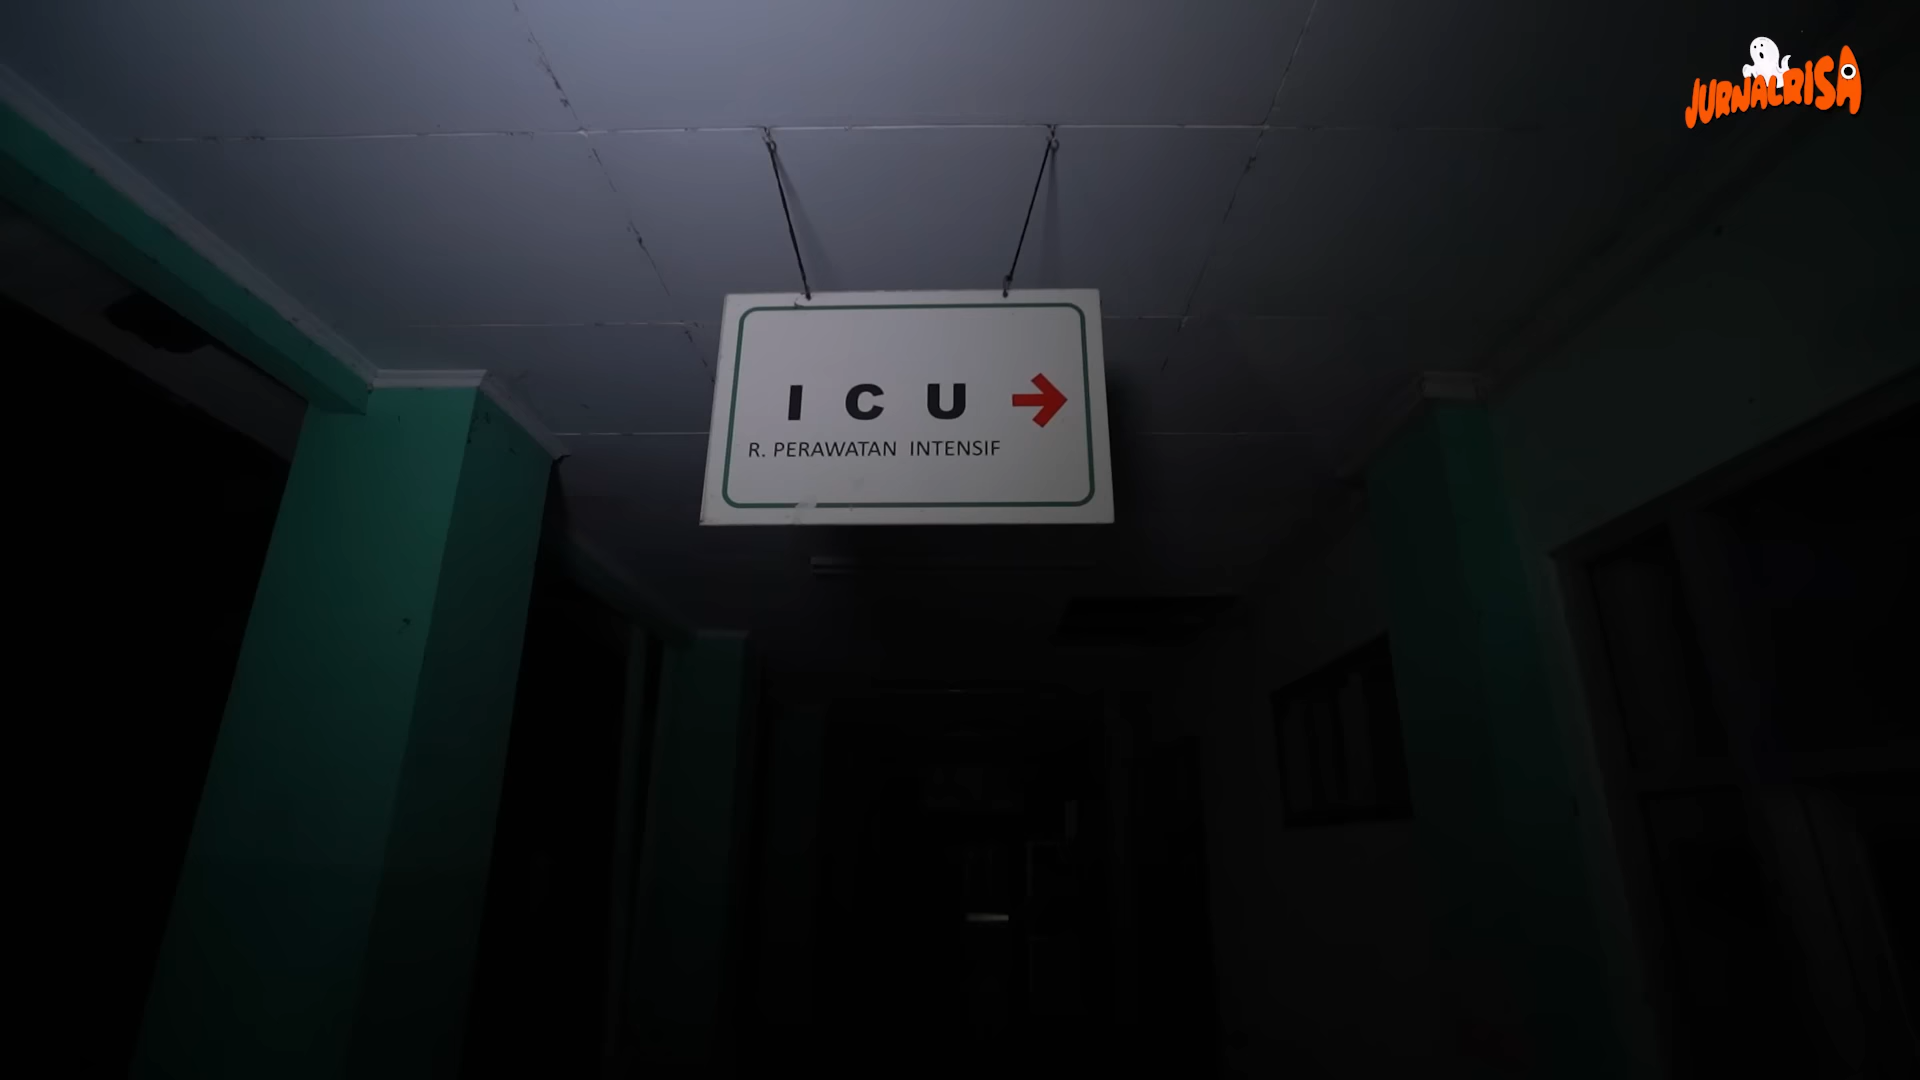 JURNALRISA
I C U →
R. PERAWATAN INTENSIF